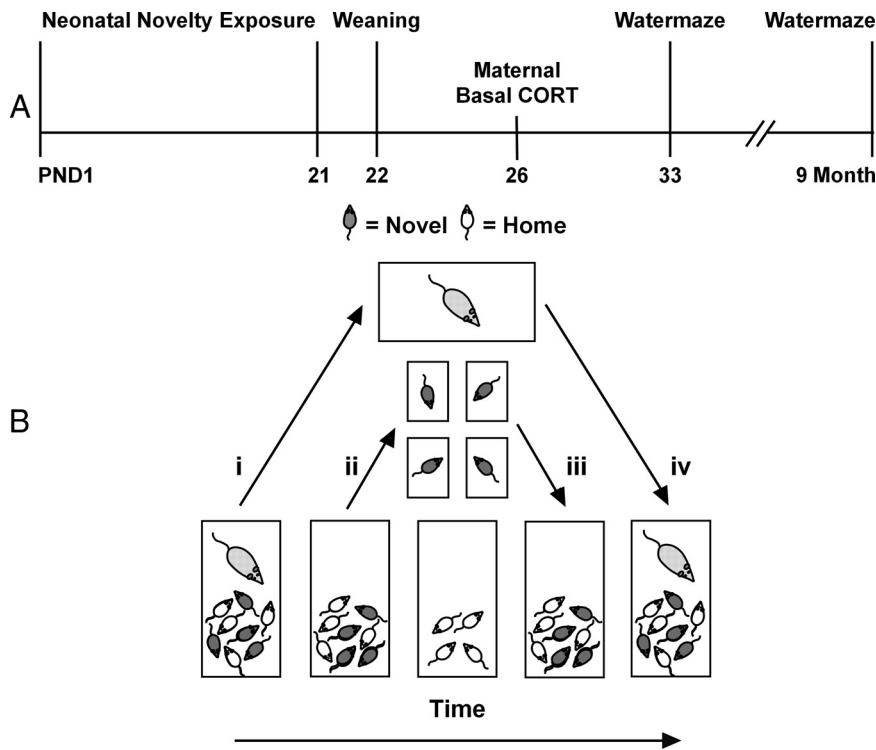 Neonatal Novelty Exposure Weaning Watermaze Watermaze
Maternal
Basal CORT
A
PND1 21 22 26 33 9 Month
= Novel = Home
B
i ii iii iv
Time